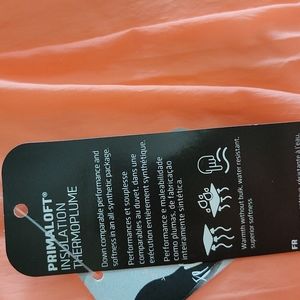 PRIMALOFT®
INSULATION
THERMOPLUME
Down comparable performance and
softness in an all-synthetic package.
Performances et souplesse
comparables au duvet, dans une
exécution entièrement synthétique.
Performance e maleabilidade
como plumas, de fabricação
inteiramente sintética.
Warmth without bulk, water resistant,
superior softness.
FR